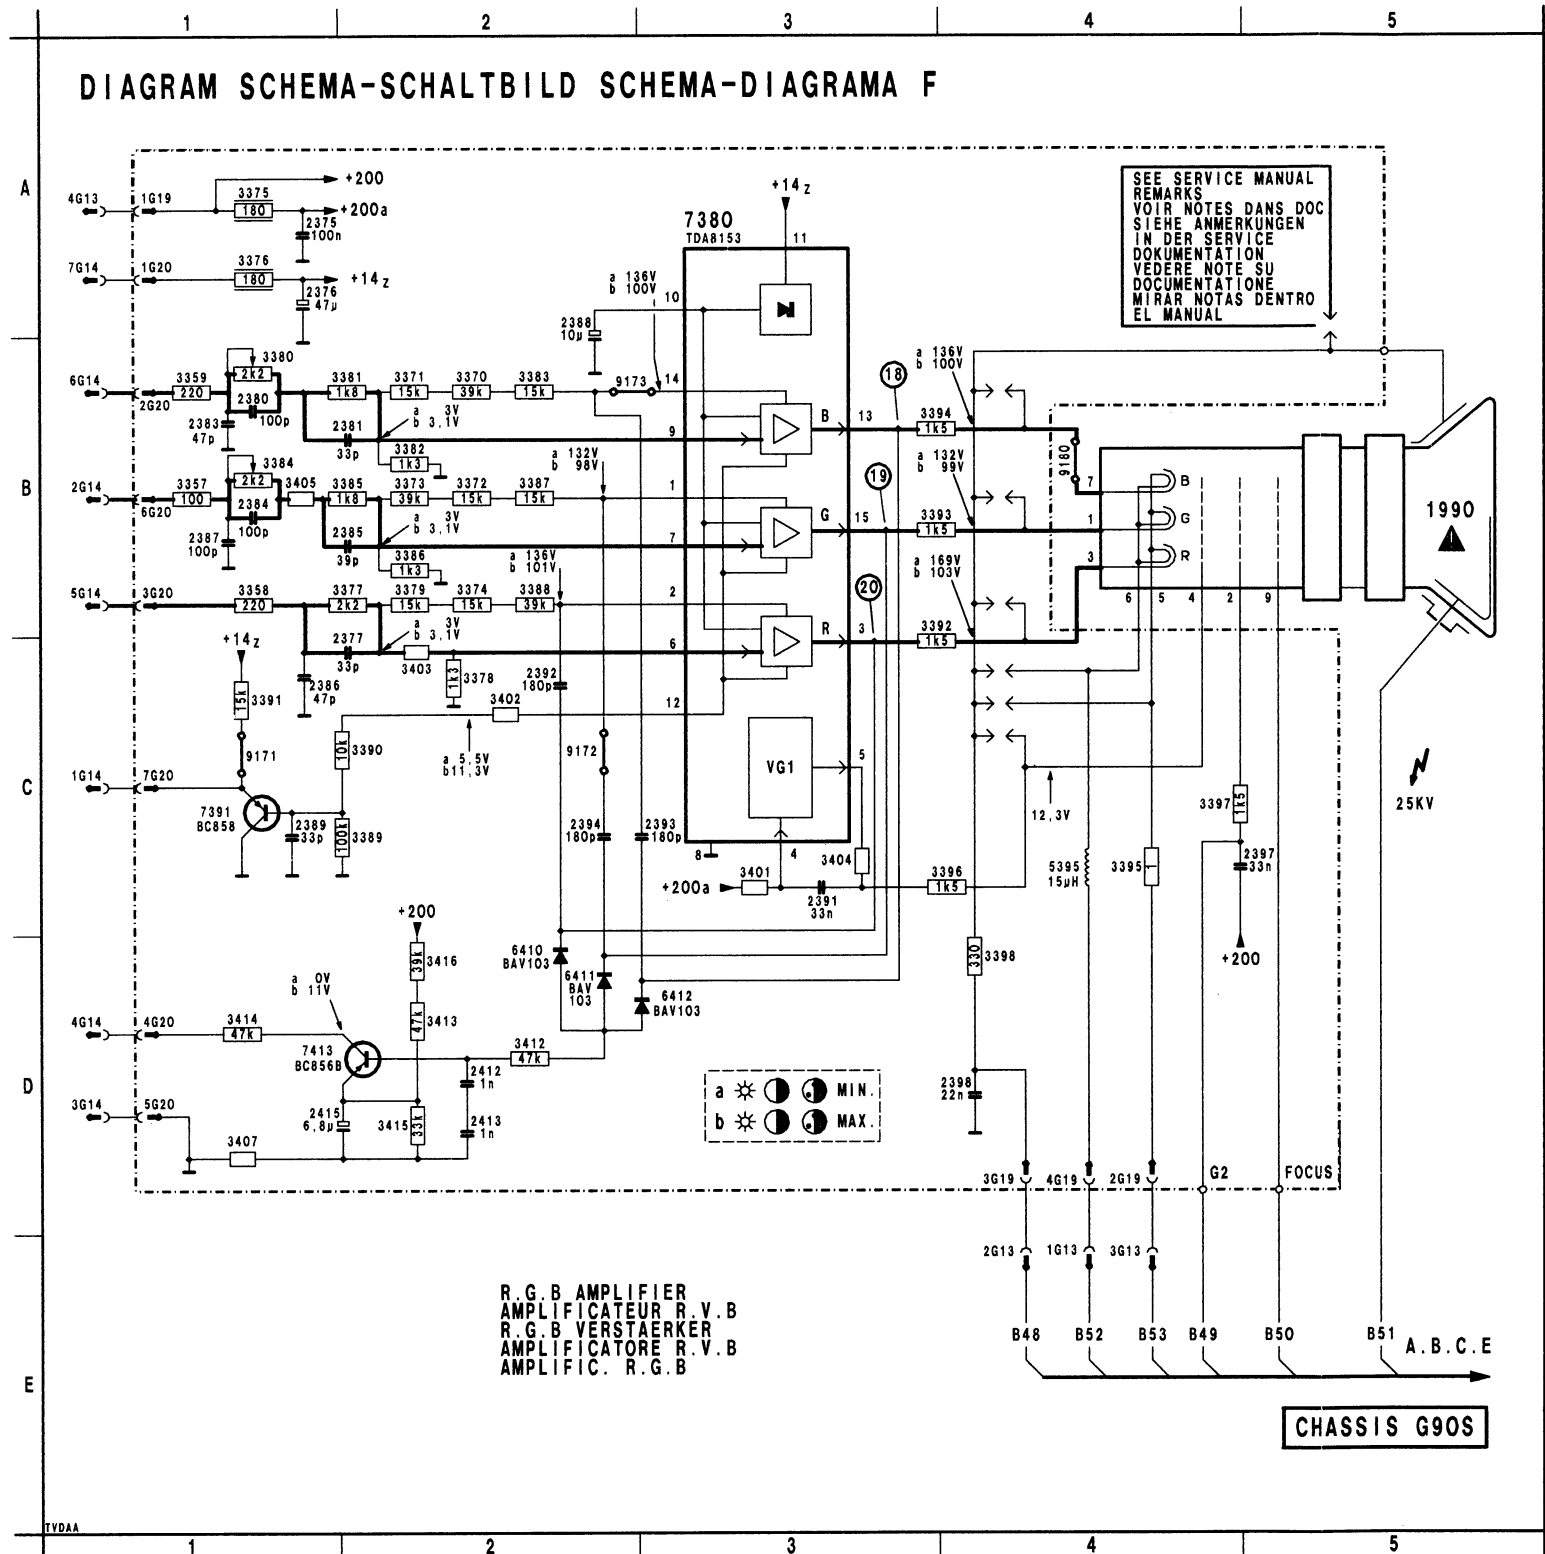 1 2 3 4 5
DIAGRAM SCHEMA-SCHALTBILD SCHEMA-DIAGRAMA F
A
4G13
1G19
3375
180
+200
+200a
2375
100n
7G14
1G20
3376
180
+14z
2376
47µ
7380
TDA8153
+14z
11
a 136V
b 100V
10
2388
10µ
SEE SERVICE MANUAL
REMARKS
VOIR NOTES DANS DOC
SIEHE ANMERKUNGEN
IN DER SERVICE
DOKUMENTATION
VEDERE NOTE SU
DOCUMENTATIONE
MIRAR NOTAS DENTRO
EL MANUAL
B
6G14
2G20
3359
220
3380
2k2
2380
100p
2383
47p
3381
1k8
3371
15k
3370
39k
3383
15k
9173
14
2381
33p
a 3V
b 3,1V
9
3382
1k3
B
13
18
3394
1k5
a 136V
b 100V
2G14
6G20
3357
100
3384
2k2
2384
100p
3405
2387
100p
3385
1k8
3373
39k
3372
15k
3387
15k
a 132V
b 98V
1
2385
39p
a 3V
b 3,1V
7
3386
1k3
G
15
19
3393
1k5
a 132V
b 99V
5G14
3G20
3358
220
3377
2k2
3379
15k
3374
15k
3388
39k
a 136V
b 101V
2
2377
33p
a 3V
b 3,1V
3403
6
R
3
20
3392
1k5
a 169V
b 103V
9180
7
1
3
B
G
R
6 5 4 2 9
1990
C
+14z
15k
3391
2386
47p
1k3
3378
2392
180p
3402
12
9171
1G14
7G20
7391
BC858
10k
3390
100k
3389
2389
33p
a 5,5V
b11,3V
9172
2394
180p
2393
180p
VG1
5
8
4
3404
+200a
3401
2391
33n
3396
1k5
12,3V
5395
15µH
3395
1
3397
1k5
2397
33n
+200
25KV
D
+200
39k
3416
47k
3413
a 0V
b 11V
4G14
4G20
3414
47k
7413
BC856B
3412
47k
2412
1n
2413
1n
2415
6,8µ
3415
33k
3G14
5G20
3407
6410
BAV103
6411
BAV
103
6412
BAV103
330
3398
2398
22n
a MIN.
b MAX.
3G19
4G19
2G19
G2
FOCUS
E
2G13
1G13
3G13
R.G.B AMPLIFIER
AMPLIFICATEUR R.V.B
R.G.B VERSTAERKER
AMPLIFICATORE R.V.B
AMPLIFIC. R.G.B
B48 B52 B53 B49 B50 B51
A.B.C.E
CHASSIS G90S
TVDAA
1 2 3 4 5